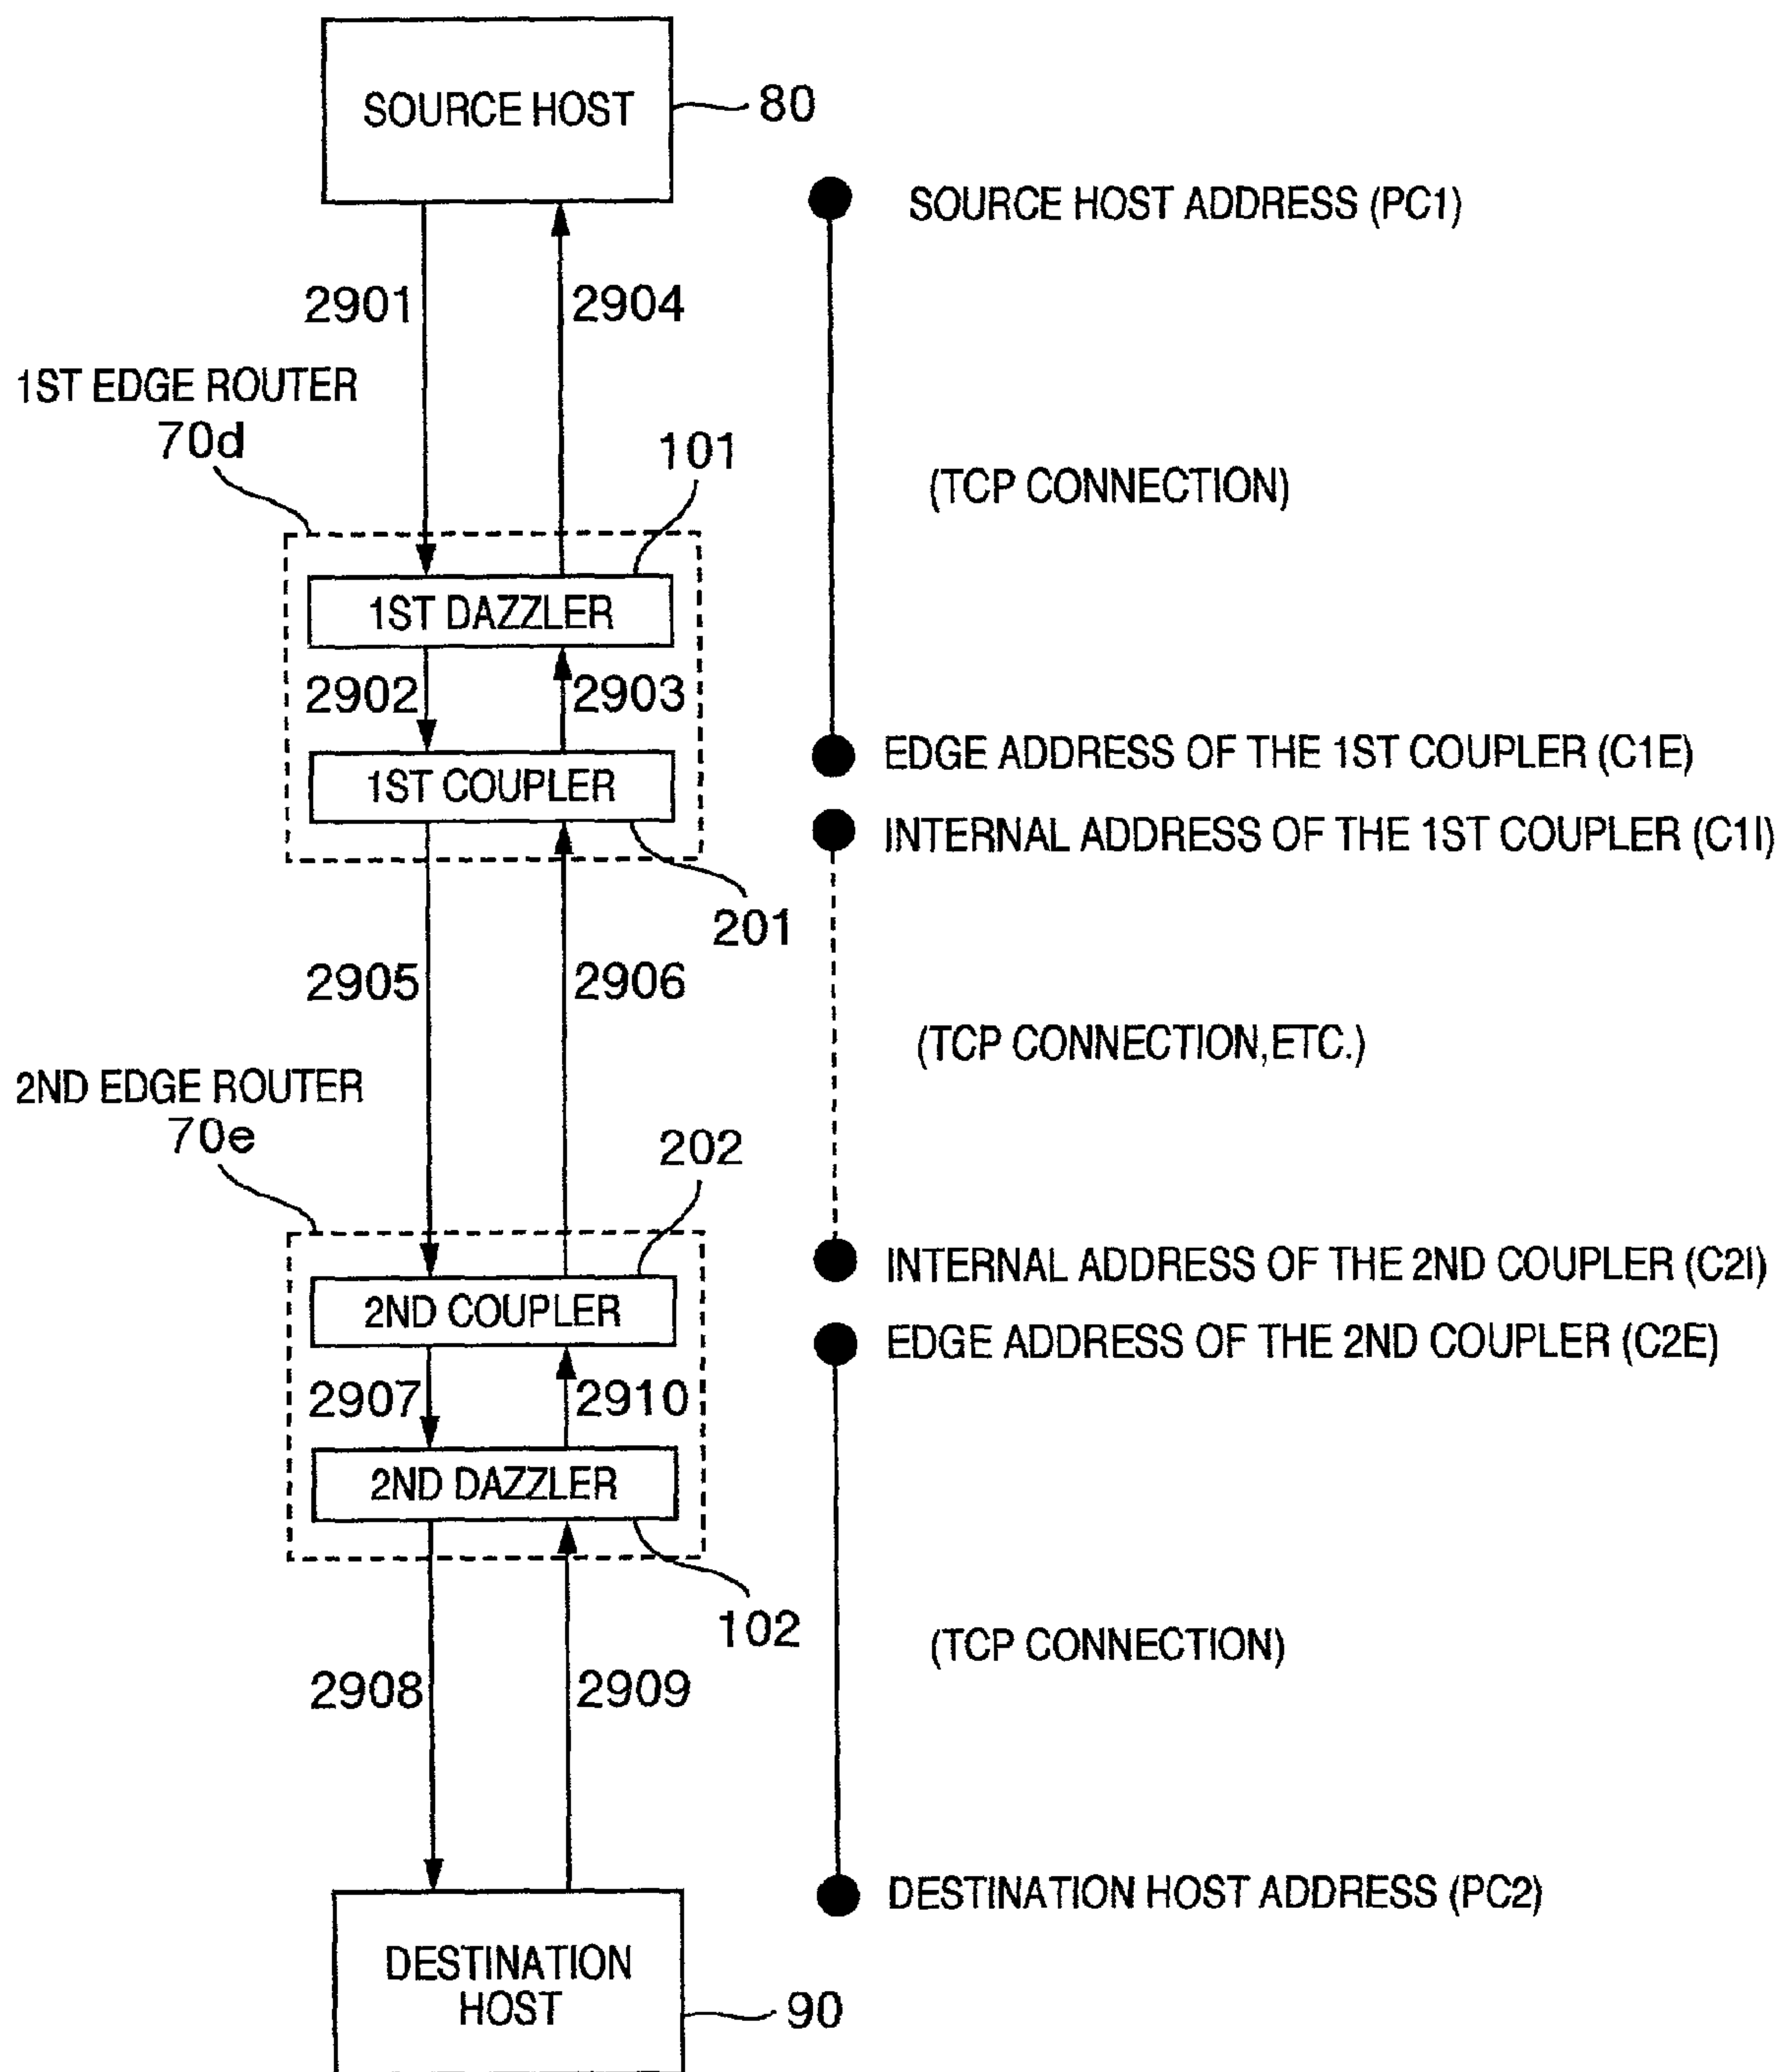 SOURCE HOST
80
SOURCE HOST ADDRESS (PC1)
2901
2904
1ST EDGE ROUTER
70d
101
(TCP CONNECTION)
1ST DAZZLER
2902
2903
EDGE ADDRESS OF THE 1ST COUPLER (C1E)
1ST COUPLER
INTERNAL ADDRESS OF THE 1ST COUPLER (C1I)
201
2905
2906
(TCP CONNECTION,ETC.)
2ND EDGE ROUTER
70e
202
INTERNAL ADDRESS OF THE 2ND COUPLER (C2I)
2ND COUPLER
EDGE ADDRESS OF THE 2ND COUPLER (C2E)
2907
2910
2ND DAZZLER
102
(TCP CONNECTION)
2908
2909
DESTINATION HOST ADDRESS (PC2)
DESTINATION
HOST
90